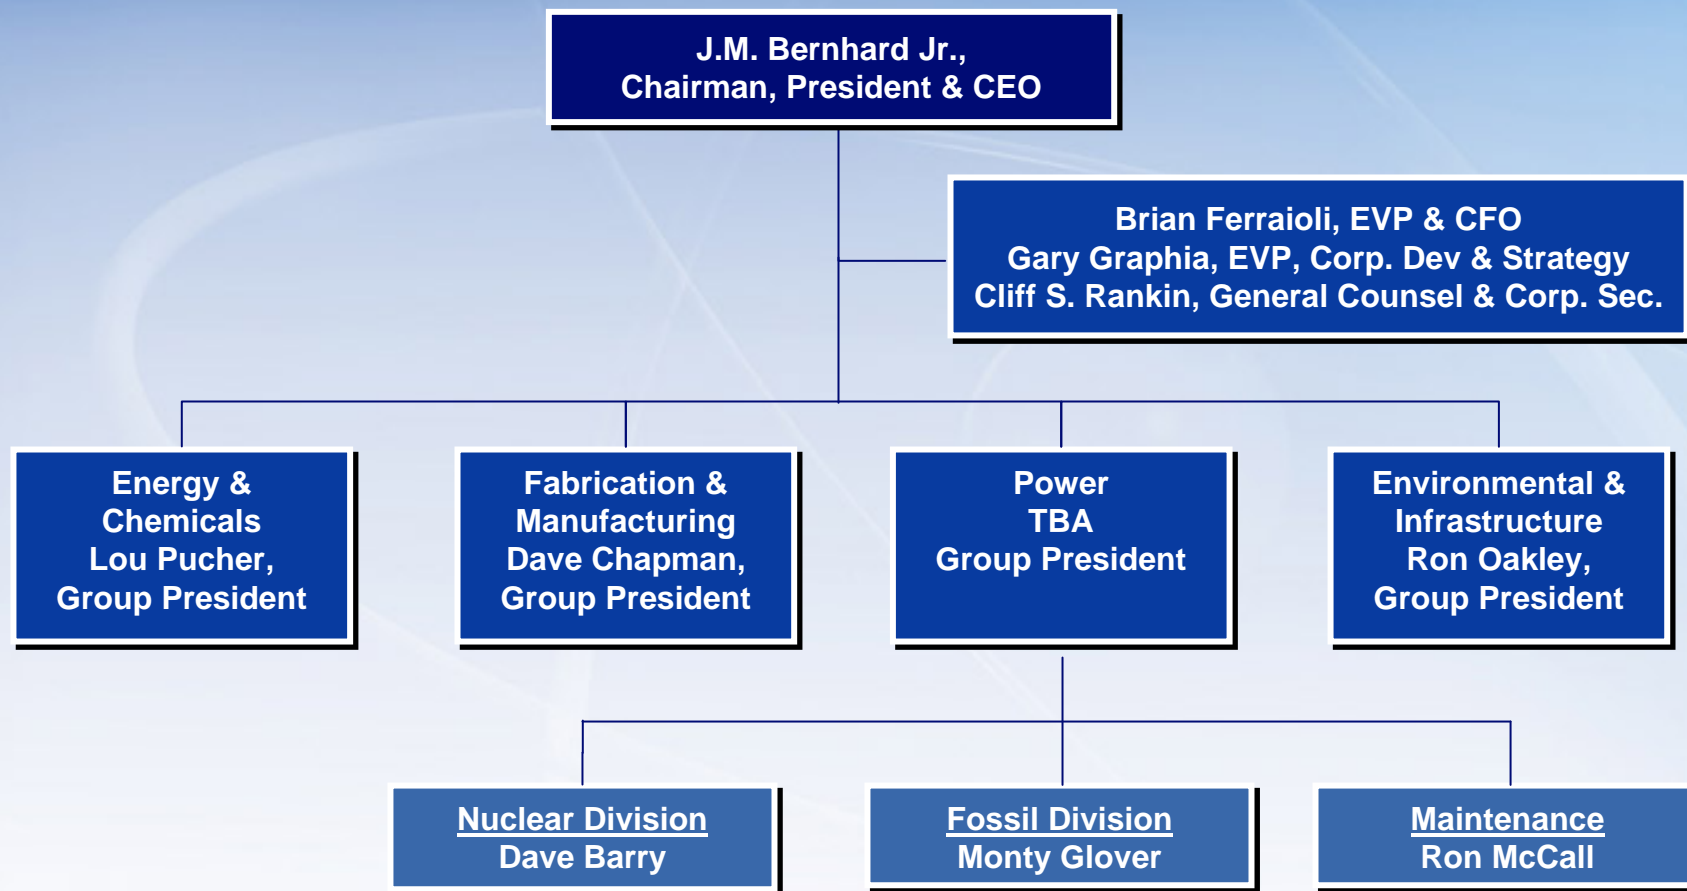 J.M. Bernhard Jr.,
Chairman, President & CEO
Brian Ferraioli, EVP & CFO
Gary Graphia, EVP, Corp. Dev & Strategy
Cliff S. Rankin, General Counsel & Corp. Sec.
Energy &
Chemicals
Lou Pucher,
Group President
Fabrication &
Manufacturing
Dave Chapman,
Group President
Power
TBA
Group President
Environmental &
Infrastructure
Ron Oakley,
Group President
Nuclear Division
Dave Barry
Fossil Division
Monty Glover
Maintenance
Ron McCall